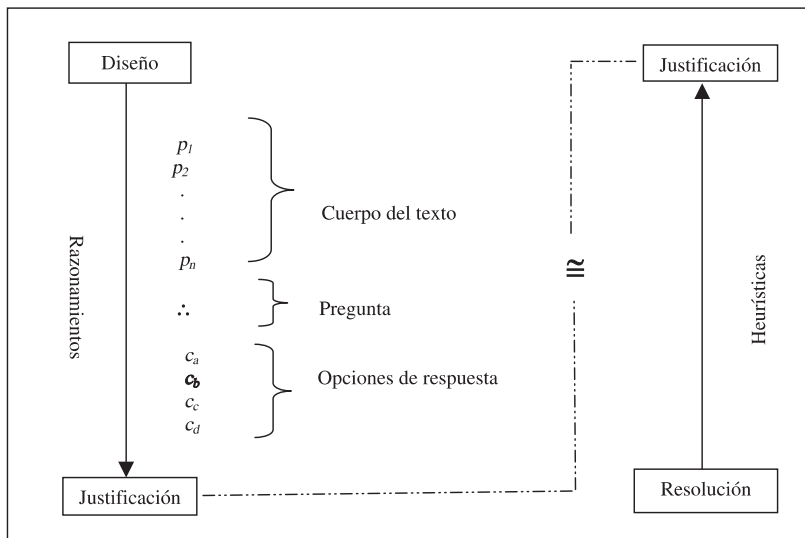 Diseño
Justificación
p1
p2
.
.
.
pn
Cuerpo del texto
Razonamientos
≅
Heurísticas
∴
Pregunta
ca
cb
cc
cd
Opciones de respuesta
Justificación
Resolución